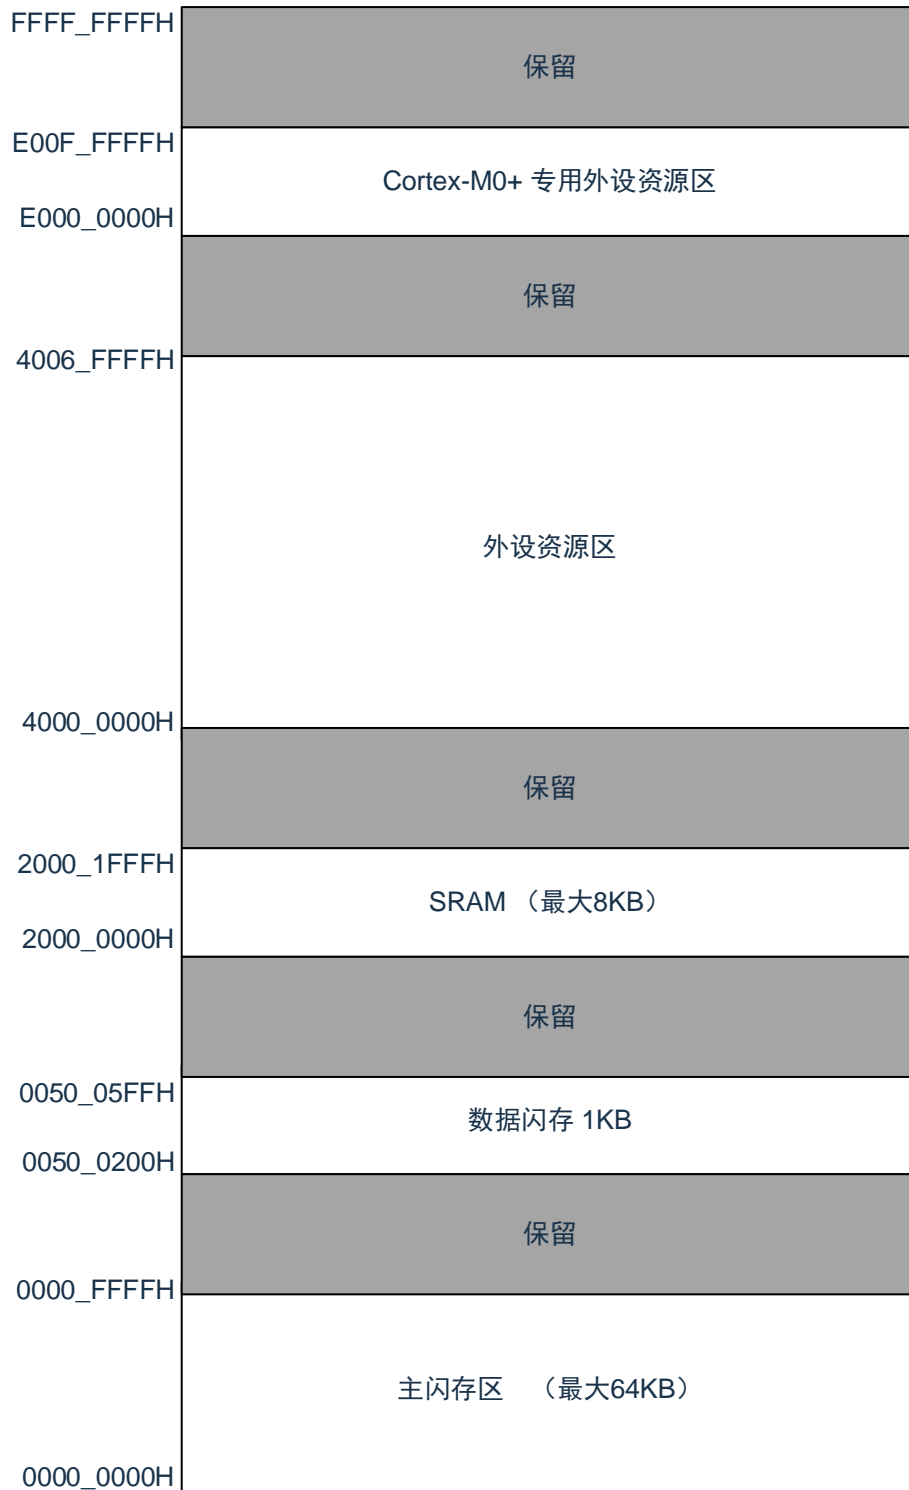 FFFF_FFFFH
保留
E00F_FFFFH
Cortex-M0+ 专用外设资源区
E000_0000H
保留
4006_FFFFH
外设资源区
4000_0000H
保留
2000_1FFFH
SRAM （最大8KB）
2000_0000H
保留
0050_05FFH
数据闪存 1KB
0050_0200H
保留
0000_FFFFH
主闪存区 （最大64KB）
0000_0000H